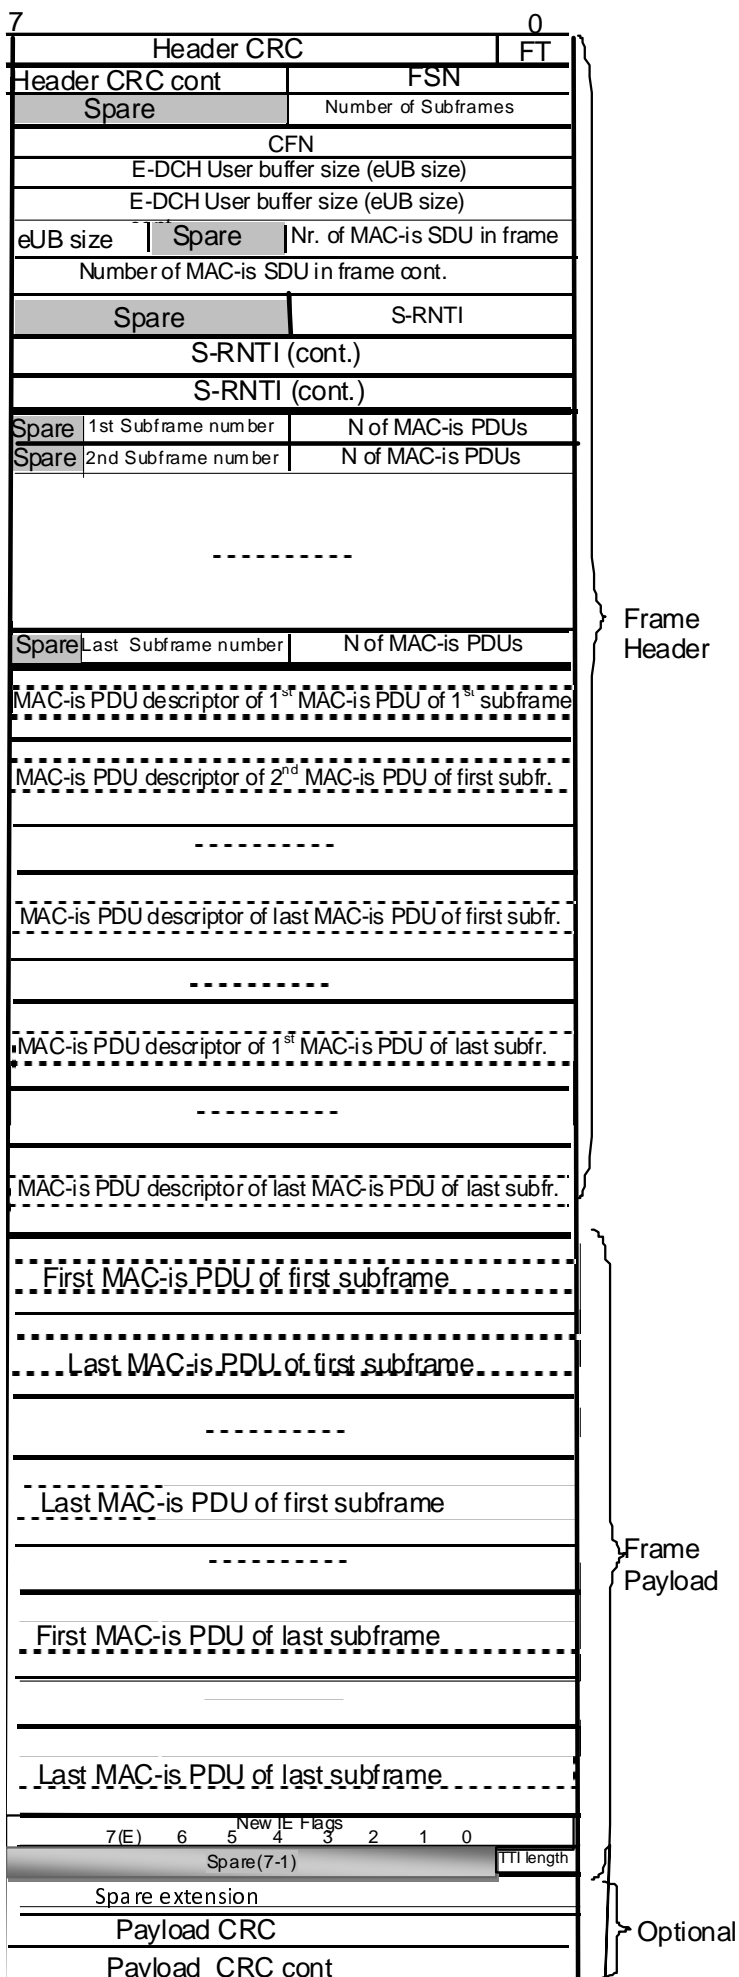 7 0
Header CRC FT
Header CRC cont FSN
Spare Number of Subframes
CFN
E-DCH User buffer size (eUB size)
E-DCH User buffer size (eUB size)
eUB size Spare Nr. of MAC-is SDU in frame
Number of MAC-is SDU in frame cont.
Spare S-RNTI
S-RNTI (cont.)
S-RNTI (cont.)
Spare 1st Subframe number N of MAC-is PDUs
Spare 2nd Subframe number N of MAC-is PDUs
Frame
Header
Spare Last Subframe number N of MAC-is PDUs
MAC-is PDU descriptor of 1st MAC-is PDU of 1st subframe
MAC-is PDU descriptor of 2nd MAC-is PDU of first subfr.
MAC-is PDU descriptor of last MAC-is PDU of first subfr.
MAC-is PDU descriptor of 1st MAC-is PDU of last subfr.
MAC-is PDU descriptor of last MAC-is PDU of last subfr.
First MAC-is PDU of first subframe
Last MAC-is PDU of first subframe
Last MAC-is PDU of first subframe
Frame
Payload
First MAC-is PDU of last subframe
Last MAC-is PDU of last subframe
New IE Flags
7(E) 6 5 4 3 2 1 0
Spare(7-1) TTI length
Spare extension
Payload CRC
Optional
Payload CRC cont